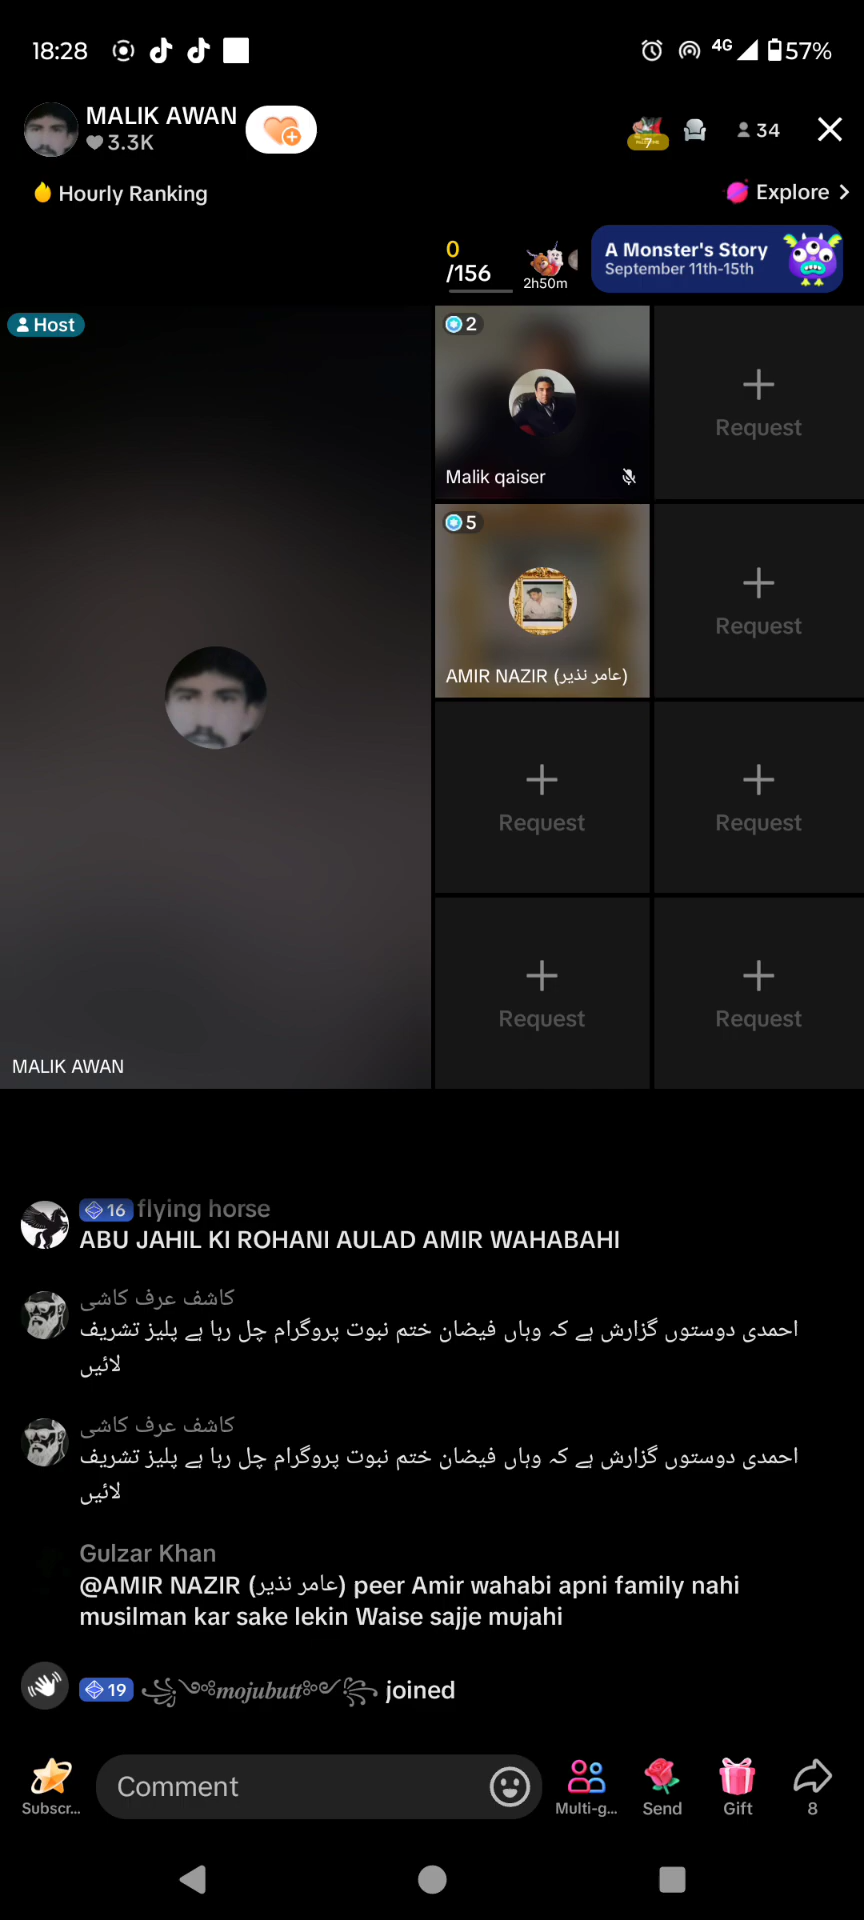 18:28
4G
57%
MALIK AWAN
3.3K
7
34
Hourly Ranking
Explore
0
/156
2h50m
A Monster's Story
September 11th-15th
Host
2
Malik qaiser
Request
5
AMIR NAZIR (عامر نذیر)
Request
Request
Request
Request
Request
MALIK AWAN
16 flying horse
ABU JAHIL KI ROHANI AULAD AMIR WAHABAHI
کاشف عرف کاشی
احمدی دوستوں گزارش ہے کہ وہاں فیضان ختم نبوت پروگرام چل رہا ہے پلیز تشریف
لائیں
کاشف عرف کاشی
احمدی دوستوں گزارش ہے کہ وہاں فیضان ختم نبوت پروگرام چل رہا ہے پلیز تشریف
لائیں
Gulzar Khan
@AMIR NAZIR (عامر نذیر) peer Amir wahabi apni family nahi
musilman kar sake lekin Waise sajje mujahi
19 mojubutt joined
Subscr...
Comment
Multi-g...
Send
Gift
8